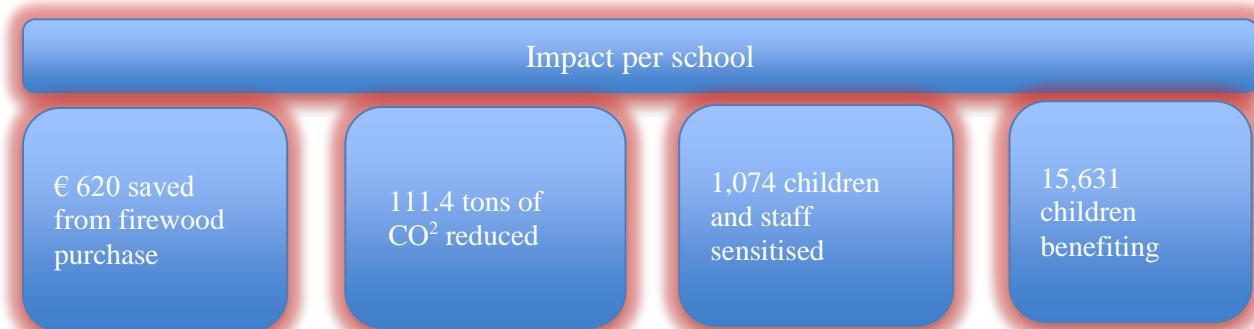 Impact per school
€ 620 saved
from firewood
purchase
111.4 tons of
CO² reduced
1,074 children
and staff
sensitised
15,631
children
benefiting